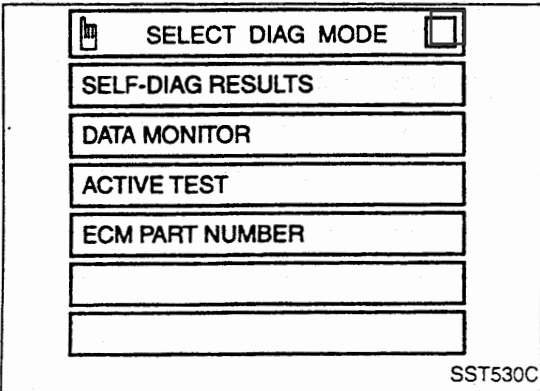 SELECT DIAG MODE
SELF-DIAG RESULTS
DATA MONITOR
ACTIVE TEST
ECM PART NUMBER
SST530C